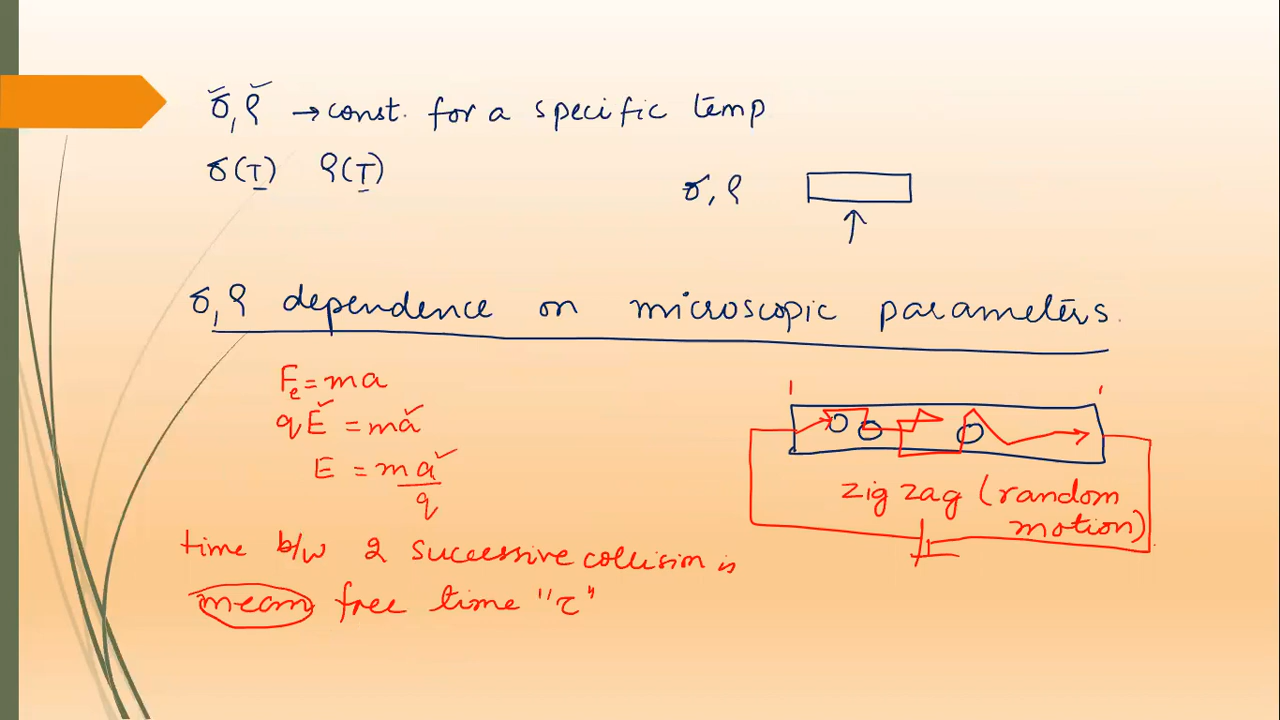 σ, ρ → const. for a specific temp
σ(T) ρ(T)
σ, ρ
σ, ρ dependence on microscopic parameters.
Fe = ma
qE = ma
E = ma/q
zig zag (random motion)
time b/w 2 successive collision is
mean free time "τ"